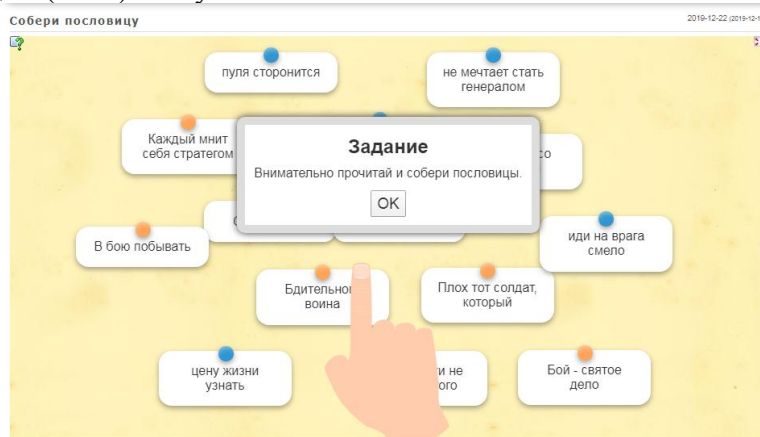 Собери пословицу
2019-12-22
пуля сторонится
не мечтает стать
генералом
Каждый мнит
себя стратегом
Задание
Внимательно прочитай и собери пословицы.
OK
со
В бою побывать
иди на врага
смело
воина
Плох тот солдат,
который
цену жизни
узнать
не
Бой - святое
дело